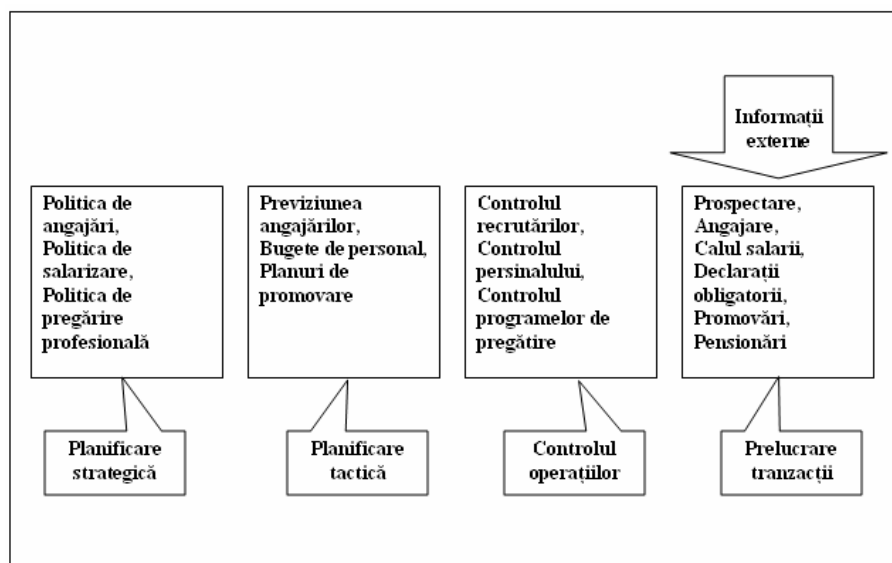 Informații
externe
Politica de
angajări,
Politica de
salarizare,
Politica de
pregărire
profesională
Previziunea
angajărilor,
Bugete de personal,
Planuri de
promovare
Controlul
recrutărilor,
Controlul
persinalului,
Controlul
programelor de
pregătire
Prospectare,
Angajare,
Calul salarii,
Declarații
obligatorii,
Promovări,
Pensionări
Planificare
strategică
Planificare
tactică
Controlul
operațiilor
Prelucrare
tranzacții